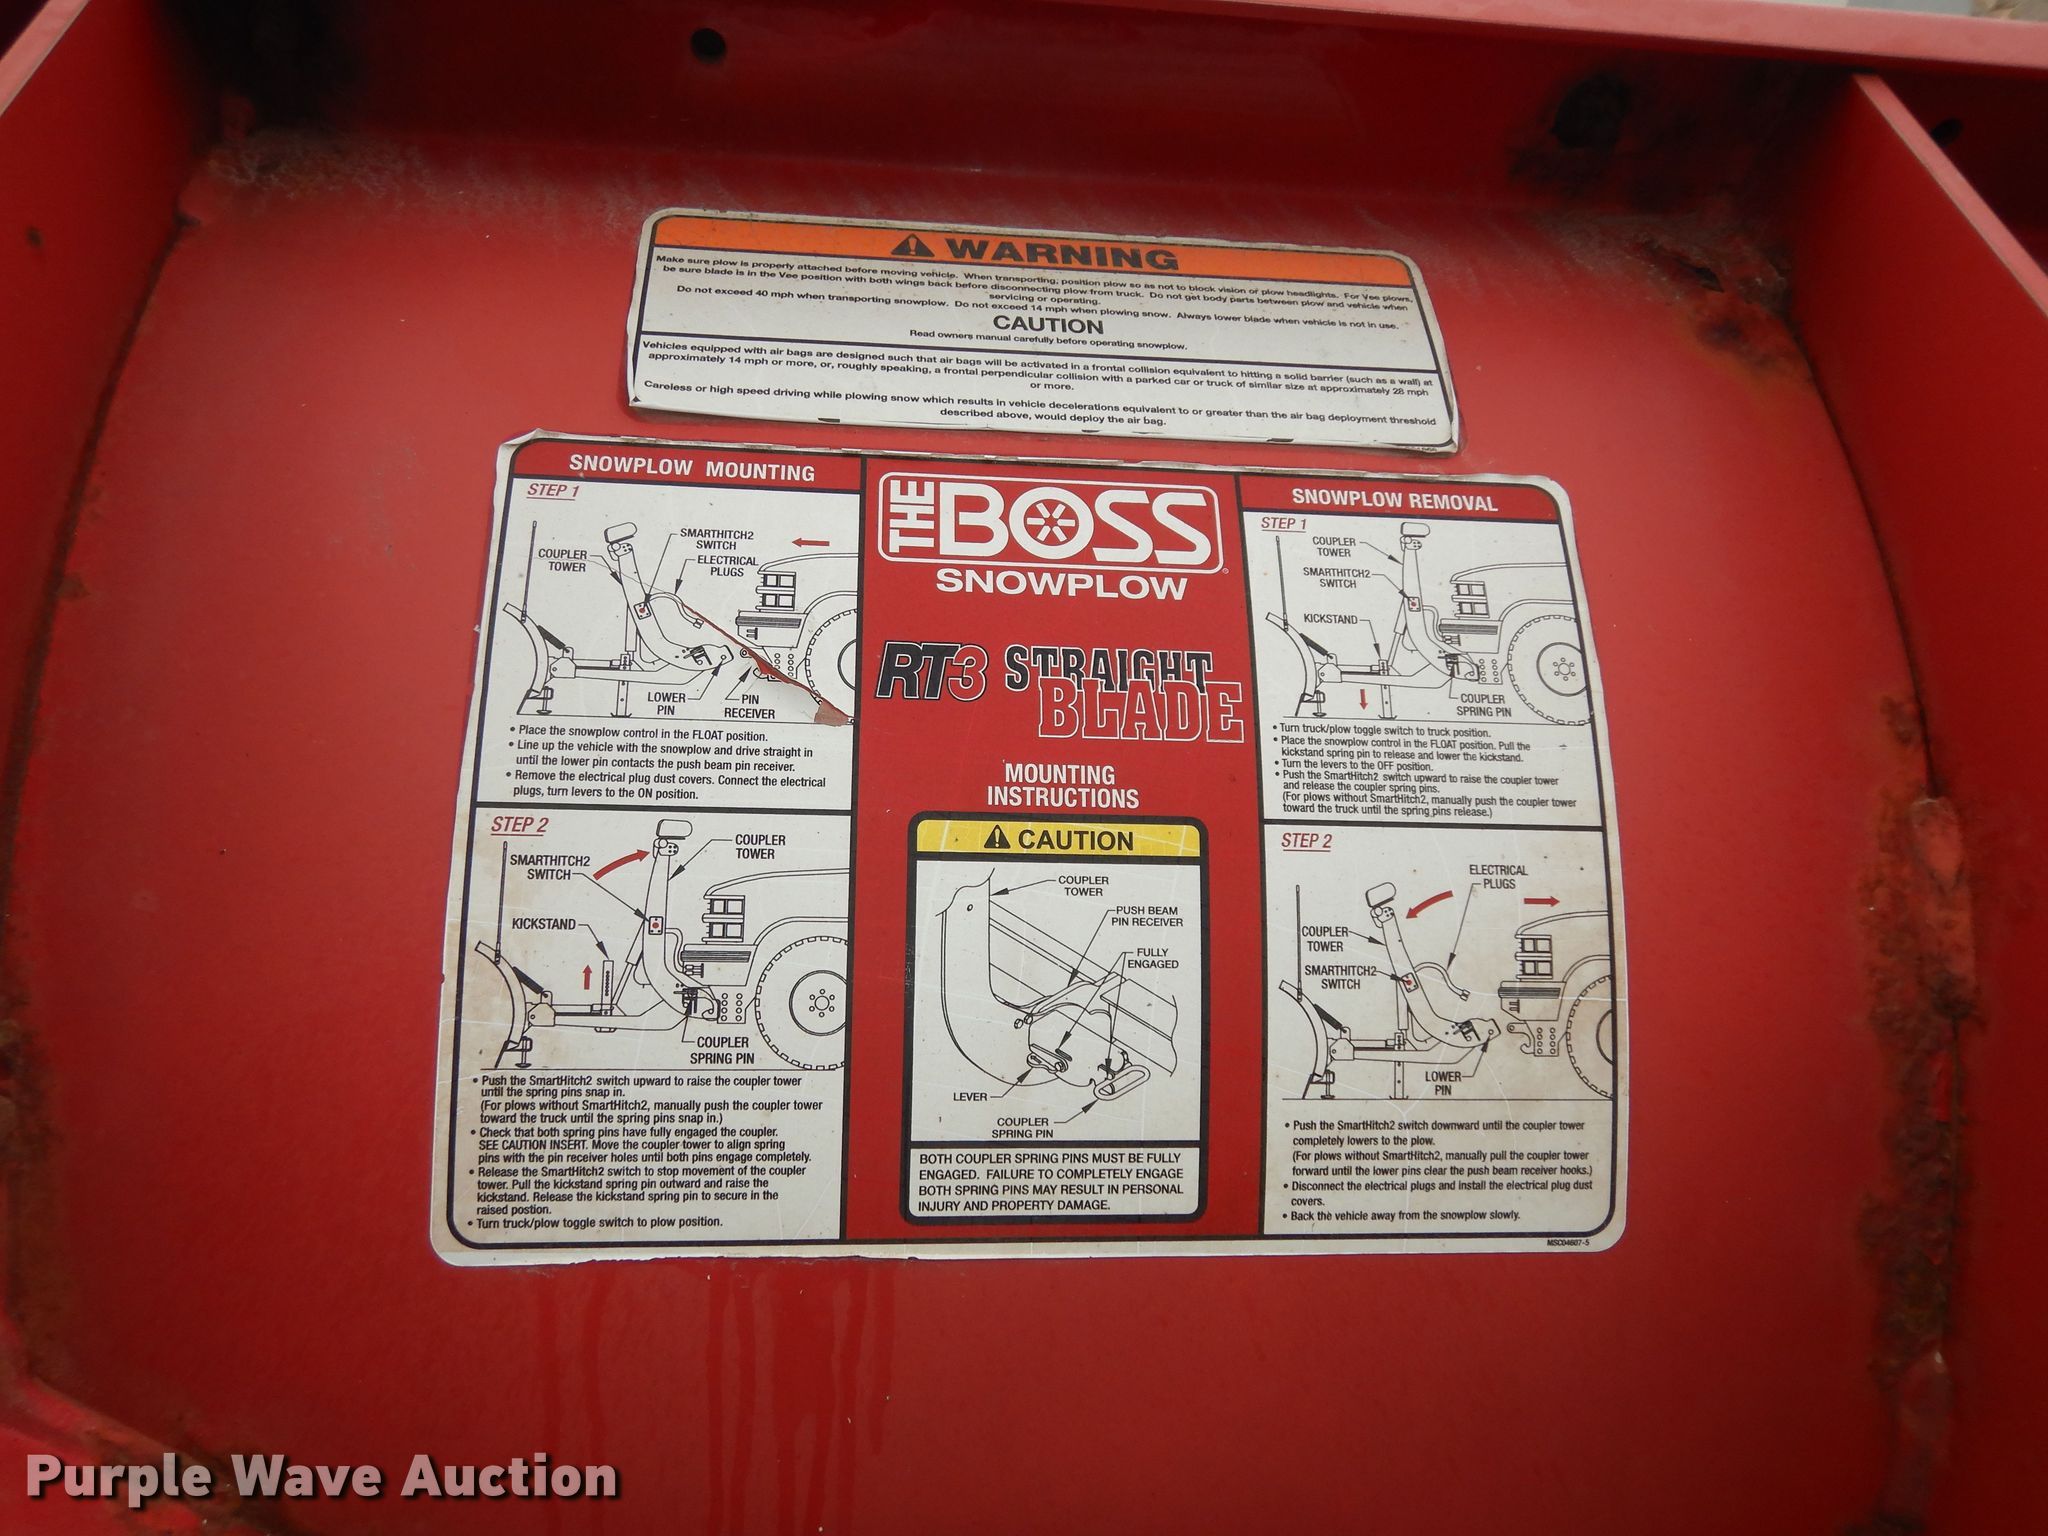 WARNING
Make sure plow is properly attached before moving vehicle. When transporting, position plow so as not to block vision or plow headlights. For Vee plows,
be sure blade is in the Vee position with both wings back before disconnecting plow from truck. Do not get body parts between plow and vehicle when
servicing or operating.
Do not exceed 40 mph when transporting snowplow. Do not exceed 14 mph when plowing snow. Always lower blade when vehicle is not in use.
CAUTION
Read owners manual carefully before operating snowplow.
Vehicles equipped with air bags are designed such that air bags will be activated in a frontal collision equivalent to hitting a solid barrier (such as a wall) at
approximately 14 mph or more, or, roughly speaking, a frontal perpendicular collision with a parked car or truck of similar size at approximately 28 mph
or more.
Careless or high speed driving while plowing snow which results in vehicle decelerations equivalent to or greater than the air bag deployment threshold
described above, would deploy the air bag.
SNOWPLOW MOUNTING
STEP 1
SMARTHITCH2
SWITCH
COUPLER
TOWER
ELECTRICAL
PLUGS
LOWER
PIN
PIN
RECEIVER
• Place the snowplow control in the FLOAT position.
• Line up the vehicle with the snowplow and drive straight in
until the lower pin contacts the push beam pin receiver.
• Remove the electrical plug dust covers. Connect the electrical
plugs, turn levers to the ON position.
STEP 2
COUPLER
TOWER
SMARTHITCH2
SWITCH
KICKSTAND
COUPLER
SPRING PIN
• Push the SmartHitch2 switch upward to raise the coupler tower
until the spring pins snap in.
(For plows without SmartHitch2, manually push the coupler tower
toward the truck until the spring pins snap in.)
• Check that both spring pins have fully engaged the coupler.
SEE CAUTION INSERT. Move the coupler tower to align spring
pins with the pin receiver holes until both pins engage completely.
• Release the SmartHitch2 switch to stop movement of the coupler
tower. Pull the kickstand spring pin outward and raise the
kickstand. Release the kickstand spring pin to secure in the
raised postion.
• Turn truck/plow toggle switch to plow position.
THE BOSS
SNOWPLOW
RT3 STRAIGHT
BLADE
MOUNTING
INSTRUCTIONS
CAUTION
COUPLER
TOWER
PUSH BEAM
PIN RECEIVER
FULLY
ENGAGED
LEVER
COUPLER
SPRING PIN
BOTH COUPLER SPRING PINS MUST BE FULLY
ENGAGED. FAILURE TO COMPLETELY ENGAGE
BOTH SPRING PINS MAY RESULT IN PERSONAL
INJURY AND PROPERTY DAMAGE.
SNOWPLOW REMOVAL
STEP 1
COUPLER
TOWER
SMARTHITCH2
SWITCH
KICKSTAND
COUPLER
SPRING PIN
• Turn truck/plow toggle switch to truck position.
• Place the snowplow control in the FLOAT position. Pull the
kickstand spring pin to release and lower the kickstand.
• Turn the levers to the OFF position.
• Push the SmartHitch2 switch upward to raise the coupler tower
and release the coupler spring pins.
(For plows without SmartHitch2, manually push the coupler tower
toward the truck until the spring pins release.)
STEP 2
ELECTRICAL
PLUGS
COUPLER
TOWER
SMARTHITCH2
SWITCH
LOWER
PIN
• Push the SmartHitch2 switch downward until the coupler tower
completely lowers to the plow.
(For plows without SmartHitch2, manually pull the coupler tower
forward until the lower pins clear the push beam receiver hooks.)
• Disconnect the electrical plugs and install the electrical plug dust
covers.
• Back the vehicle away from the snowplow slowly.
MSC04607-5
Purple Wave Auction